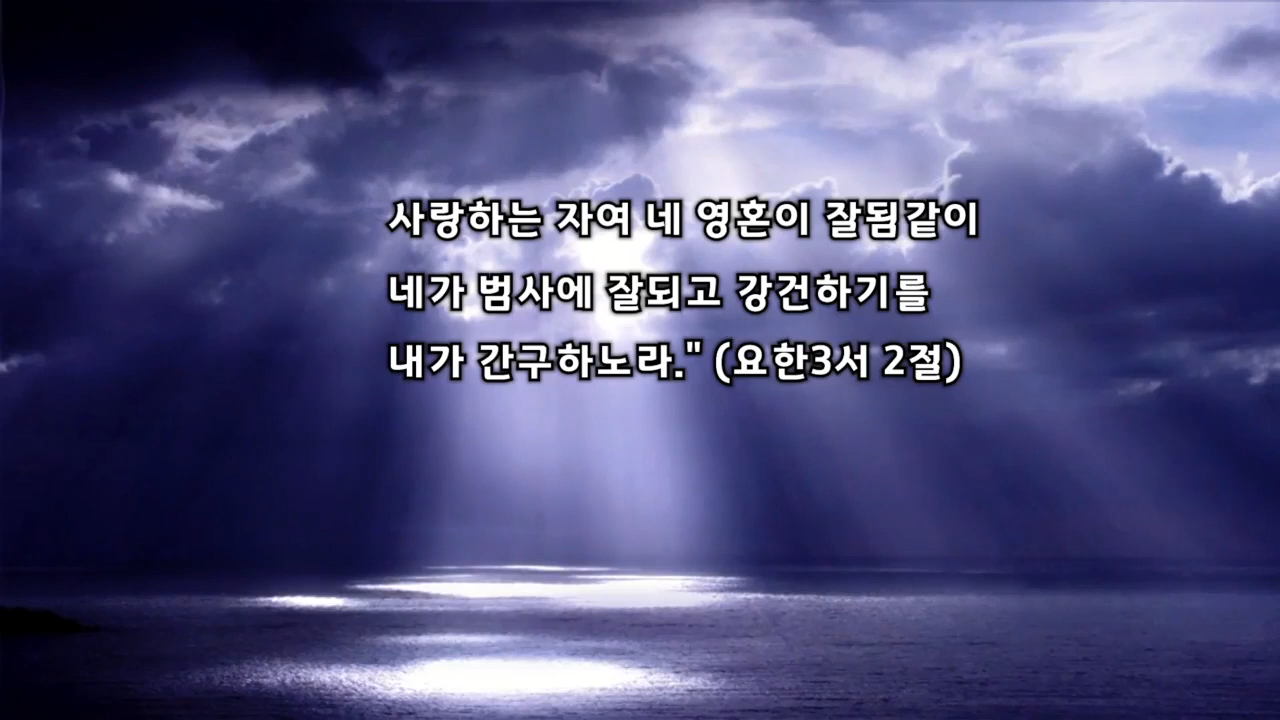 사랑하는 자여 네 영혼이 잘됨같이
네가 범사에 잘되고 강건하기를
내가 간구하노라." (요한3서 2절)